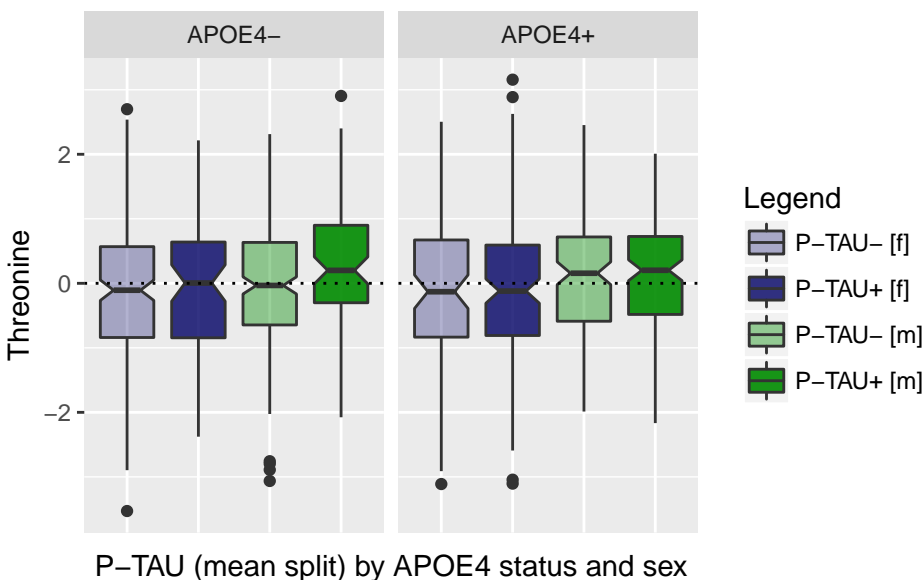 APOE4− APOE4+
2
0
−2
Threonine
P−TAU (mean split) by APOE4 status and sex
Legend
P−TAU− [f]
P−TAU+ [f]
P−TAU− [m]
P−TAU+ [m]